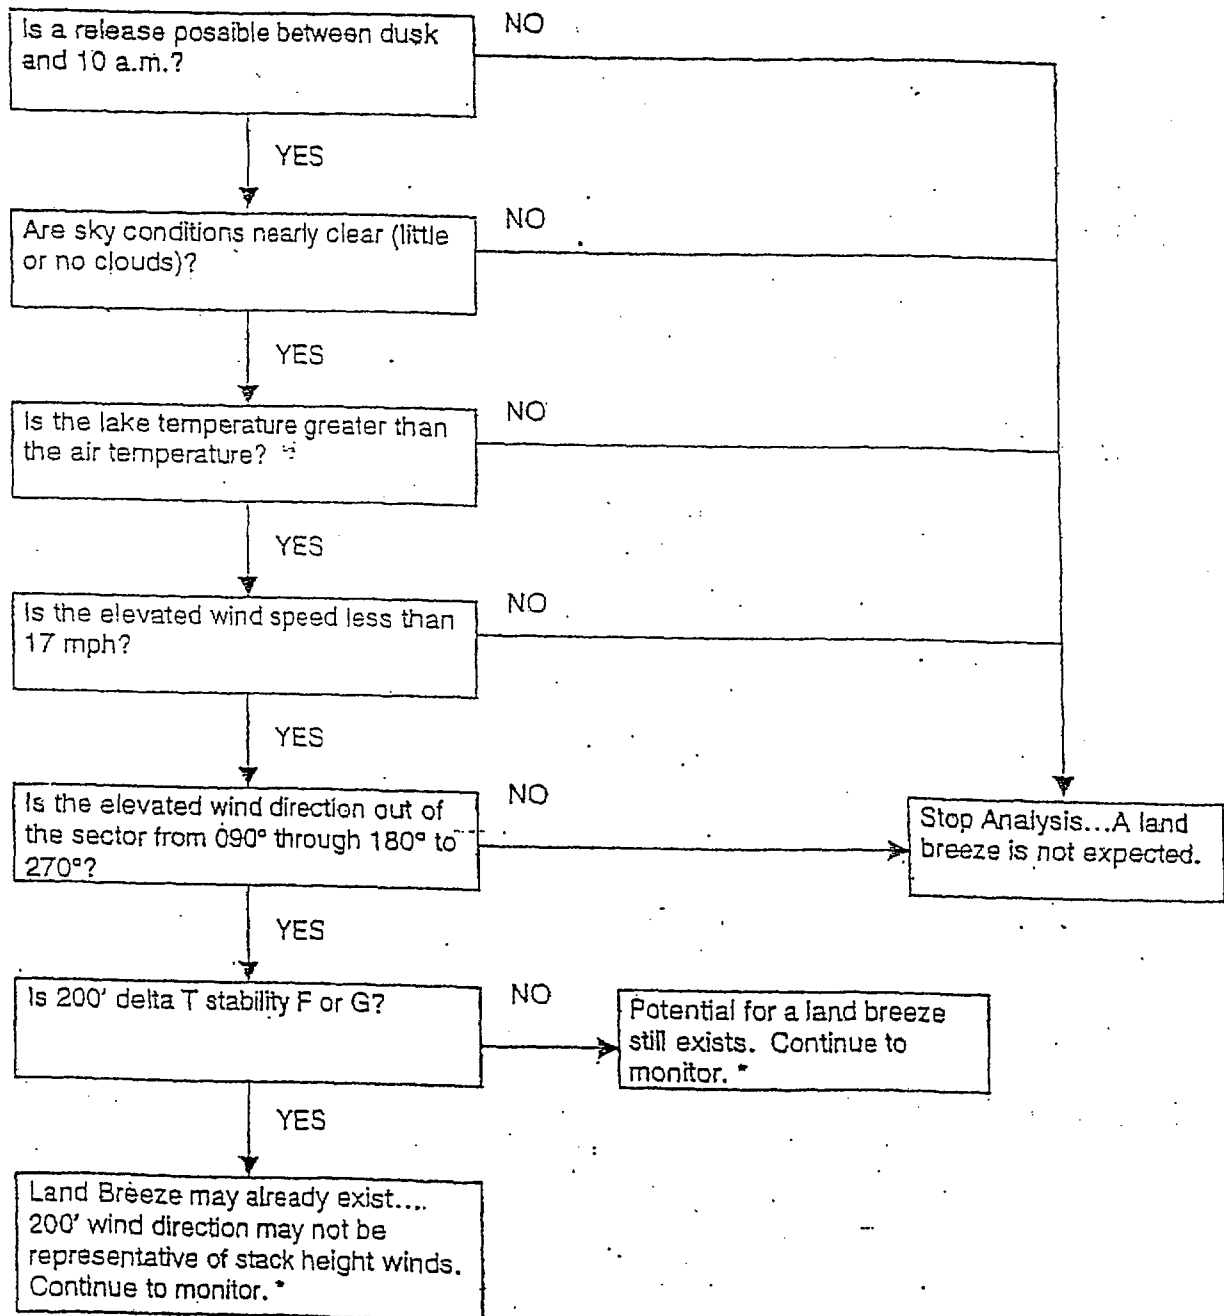 Is a release possible between dusk
and 10 a.m.?
NO
YES
Are sky conditions nearly clear (little
or no clouds)?
NO
YES
Is the lake temperature greater than
the air temperature?
NO
YES
Is the elevated wind speed less than
17 mph?
NO
YES
Is the elevated wind direction out of
the sector from 090° through 180° to
270°?
NO
Stop Analysis...A land
breeze is not expected.
YES
Is 200' delta T stability F or G?
NO
Potential for a land breeze
still exists. Continue to
monitor. *
YES
Land Breeze may already exist....
200' wind direction may not be
representative of stack height winds.
Continue to monitor. *